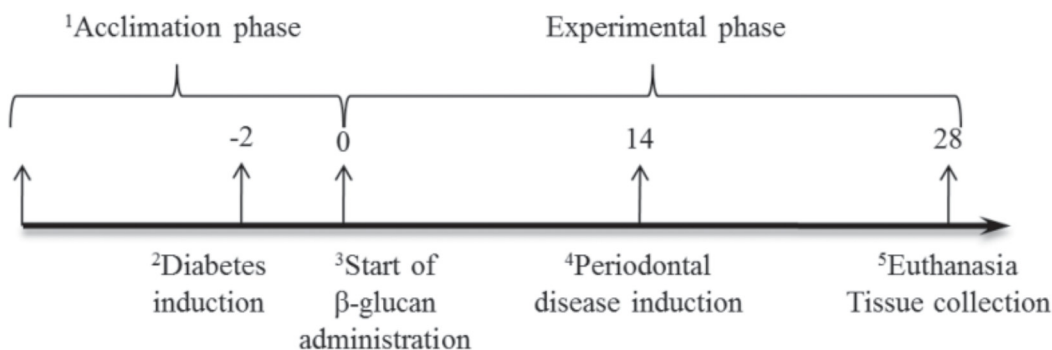 ¹Acclimation phase
Experimental phase
-2
0
14
28
²Diabetes
induction
³Start of
β-glucan
administration
⁴Periodontal
disease induction
⁵Euthanasia
Tissue collection